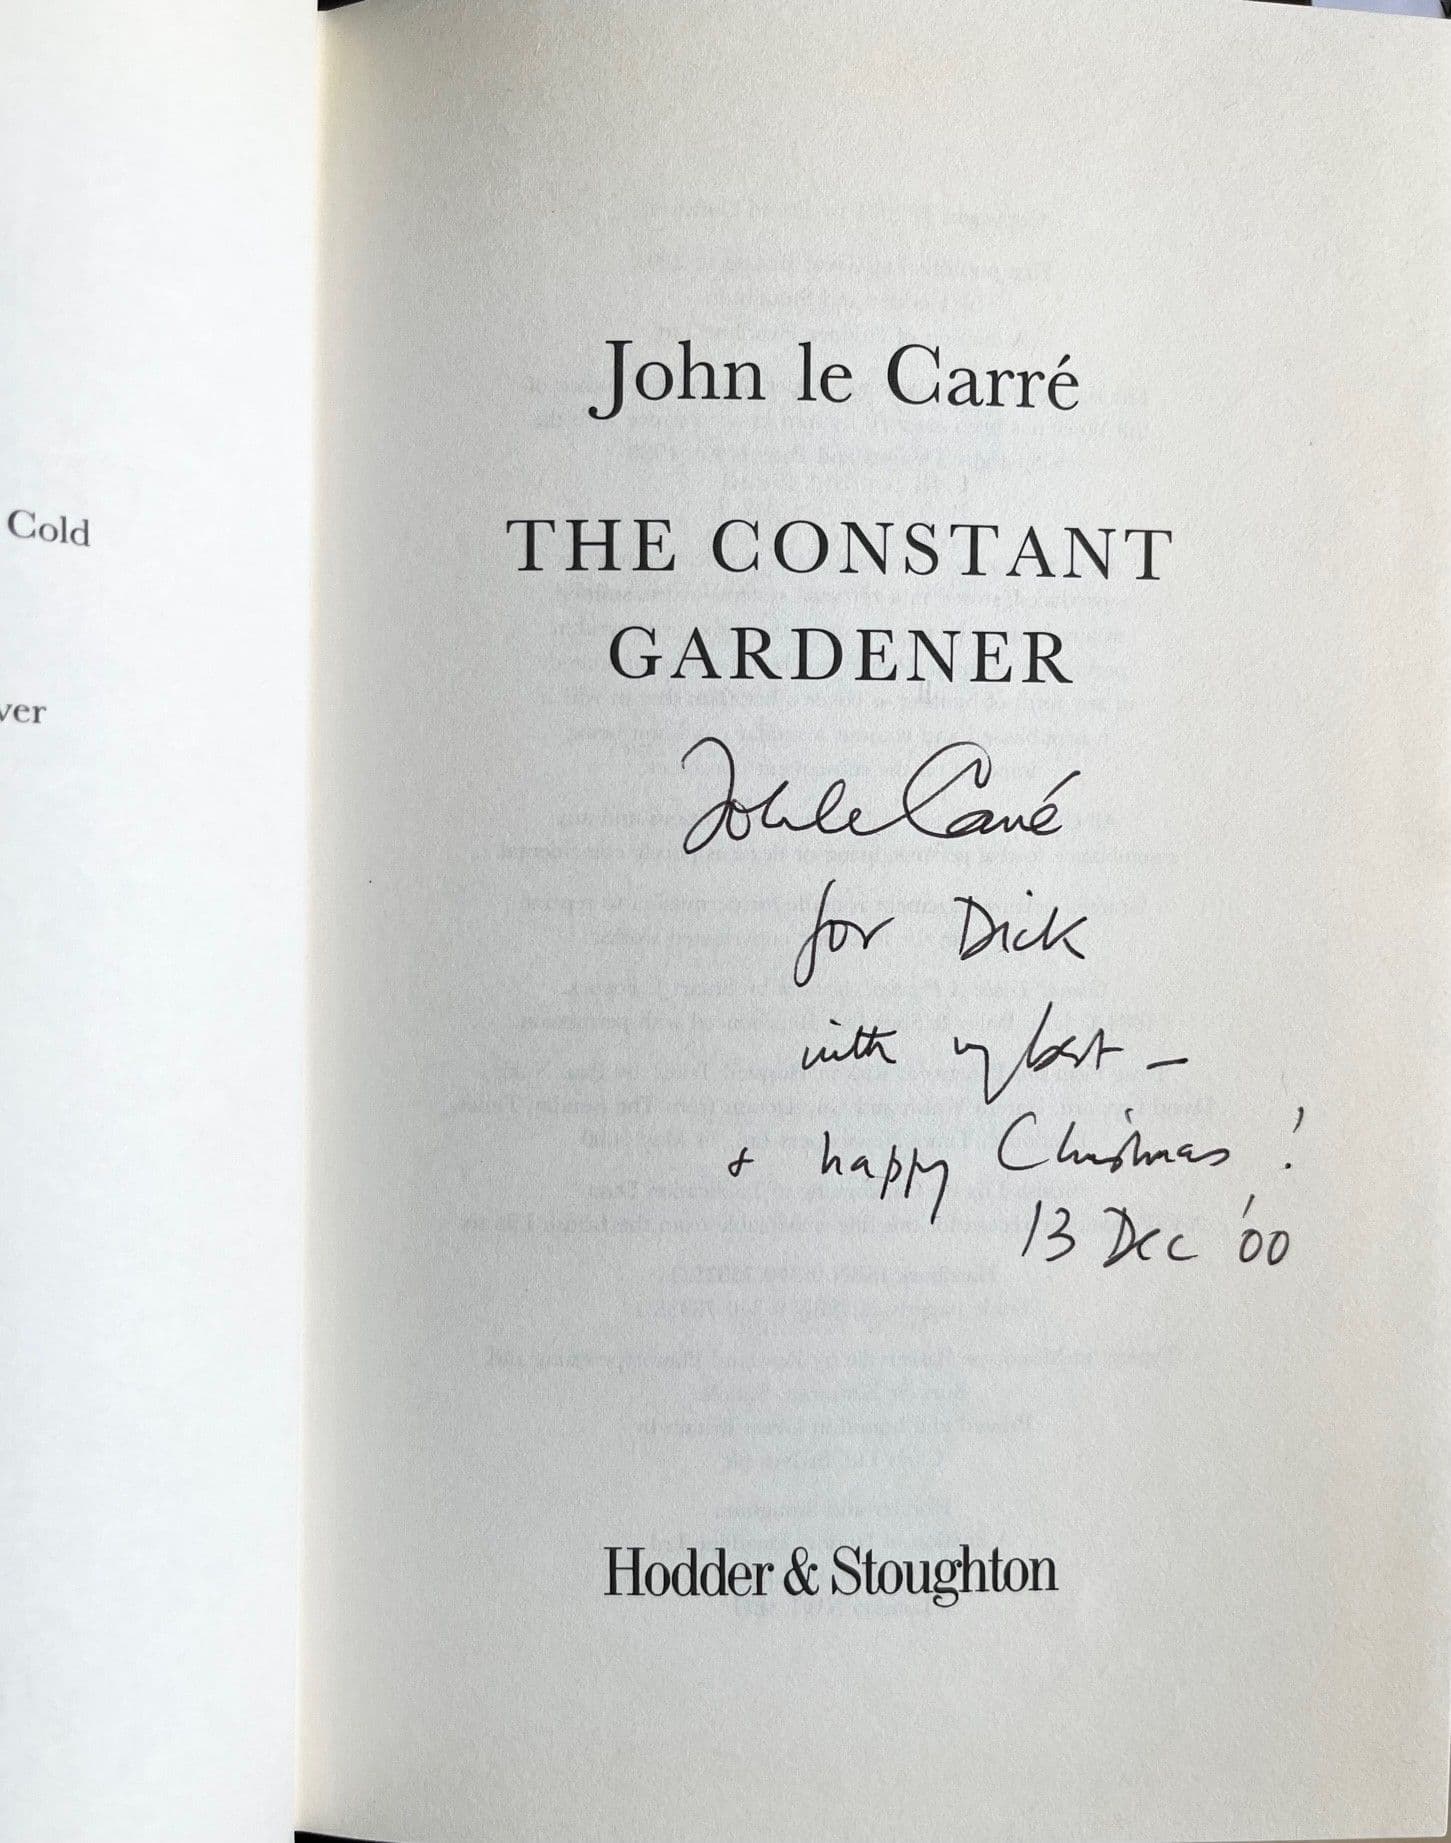 Cold
ver
John le Carré
THE CONSTANT
GARDENER
John le Carré
for Dick
with my best –
& happy Christmas!
13 Dec '00
Hodder & Stoughton